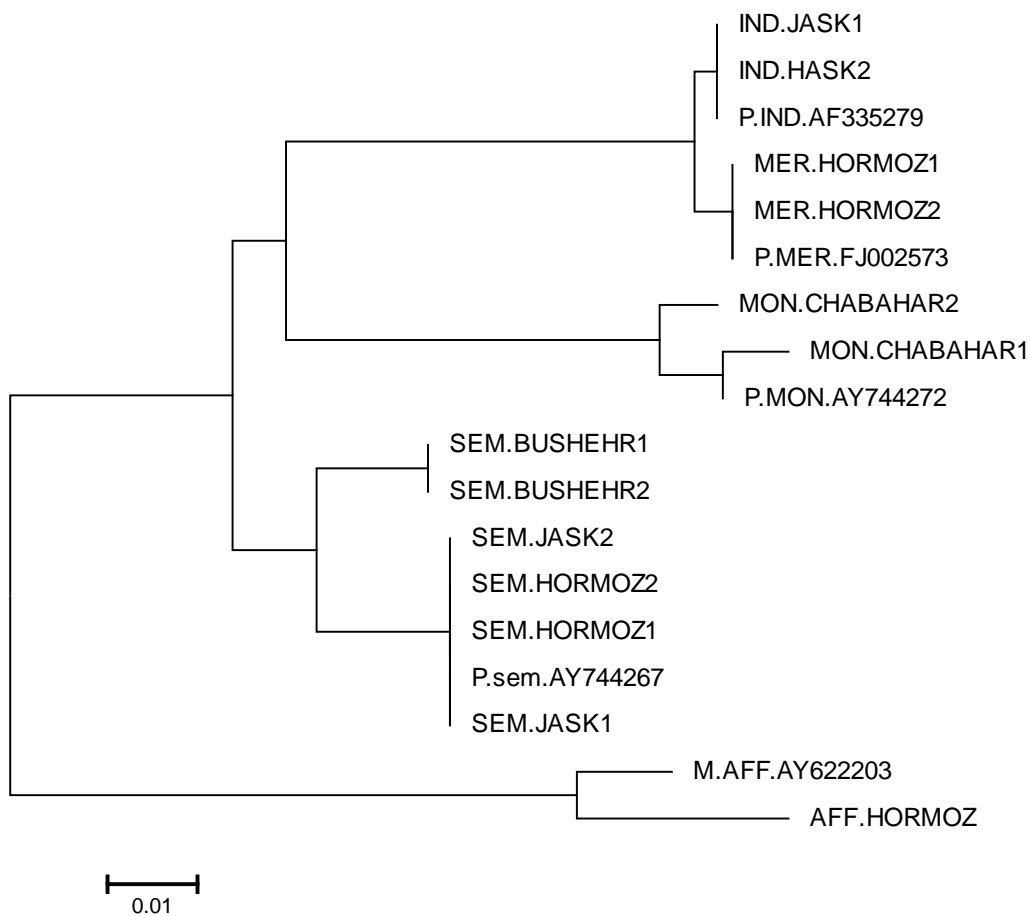 IND.JASK1
IND.HASK2
P.IND.AF335279
MER.HORMOZ1
MER.HORMOZ2
P.MER.FJ002573
MON.CHABAHAR2
MON.CHABAHAR1
P.MON.AY744272
SEM.BUSHEHR1
SEM.BUSHEHR2
SEM.JASK2
SEM.HORMOZ2
SEM.HORMOZ1
P.sem.AY744267
SEM.JASK1
M.AFF.AY622203
AFF.HORMOZ
0.01